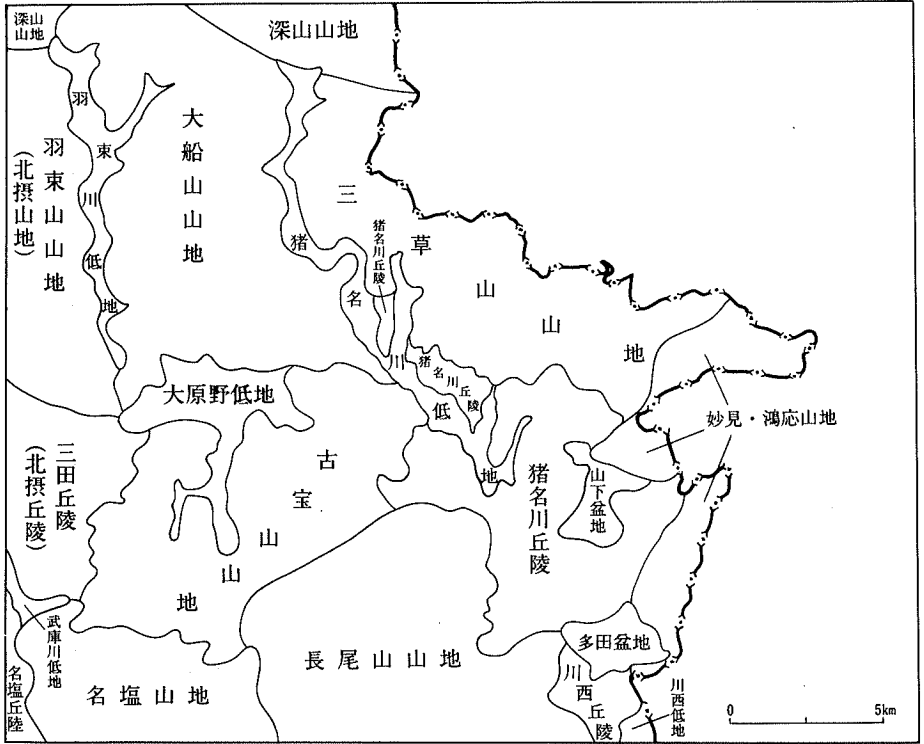 深山
山地
深山山地
羽束川低地
羽束山山地
(北摂山地)
大船山山地
三草山山地
猪名川低地
猪名川丘陵
猪名川丘陵
大原野低地
妙見・鴻応山地
三田丘陵
(北摂丘陵)
古宝山山地
猪名川丘陵
山下盆地
武庫川低地
名塩丘陵
名塩山地
長尾山山地
多田盆地
川西丘陵
川西低地
0
5km